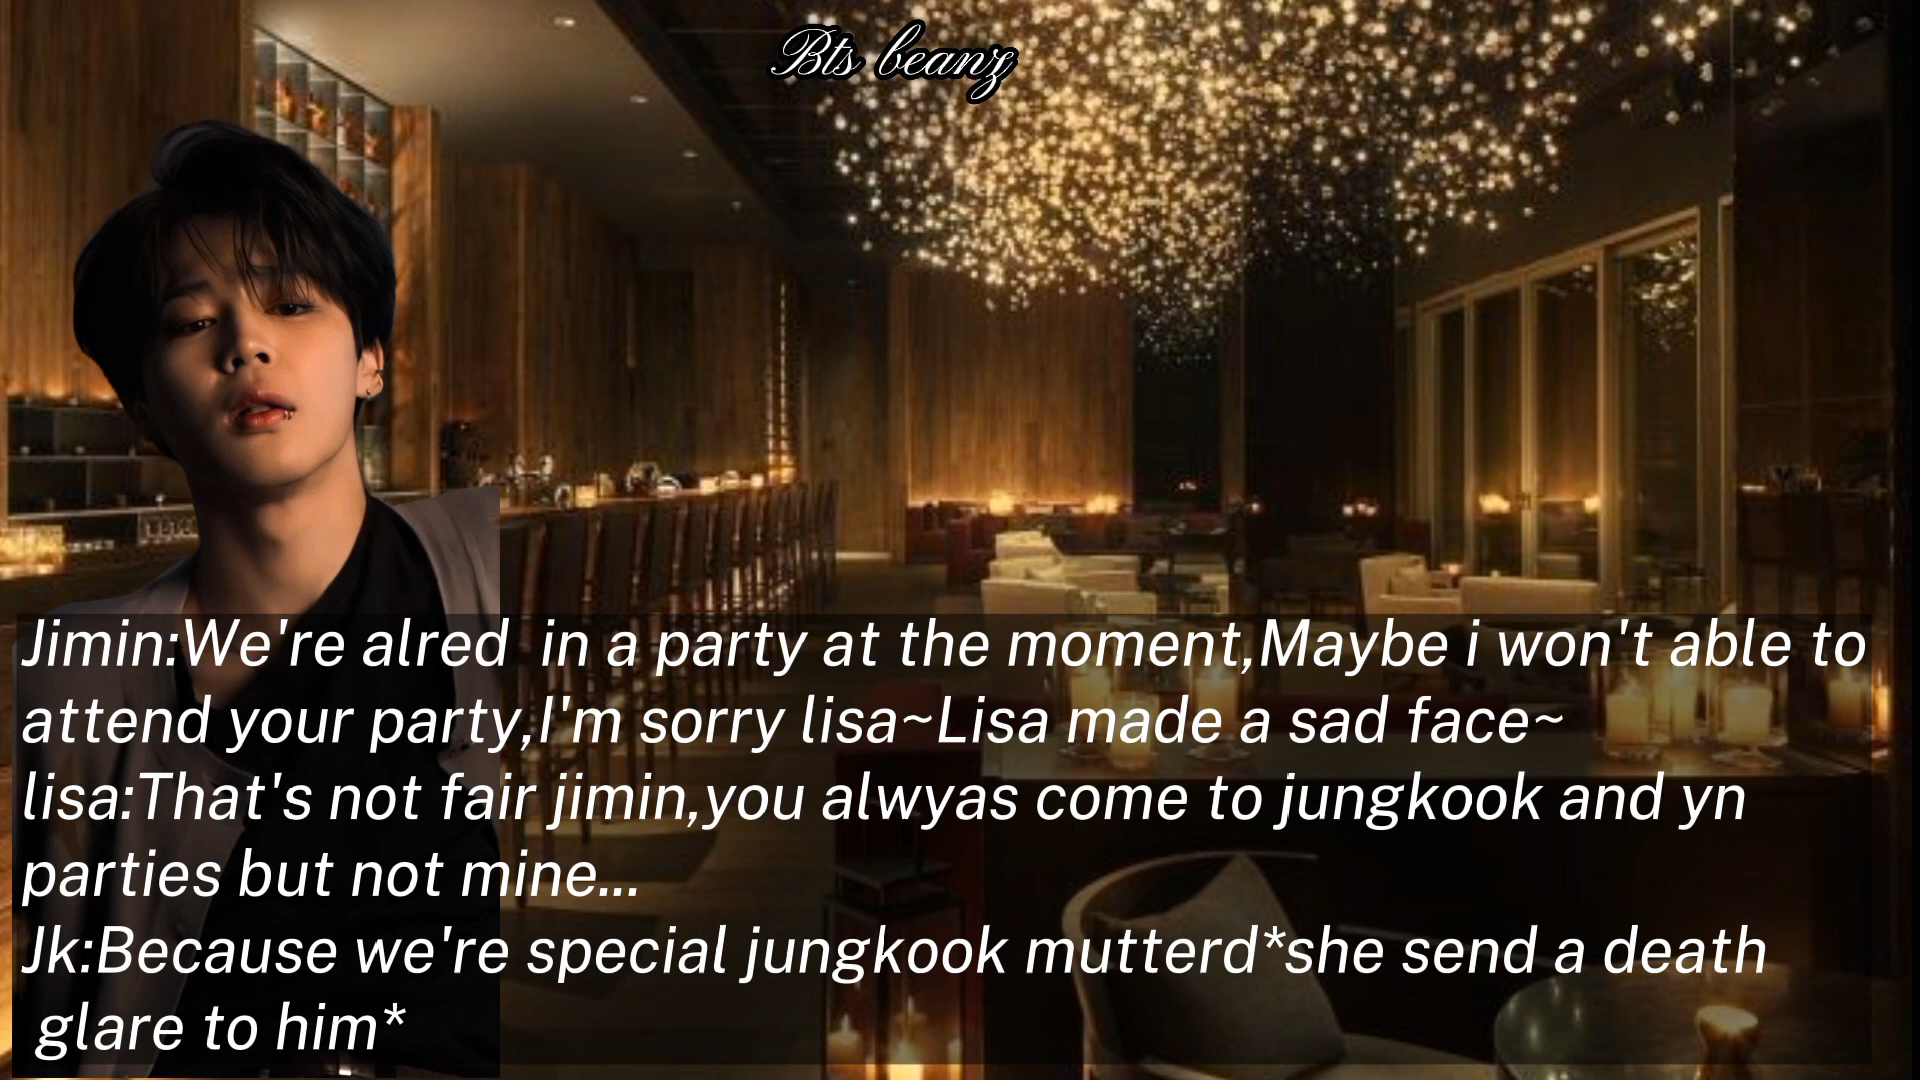 Bts beanz
Jimin:We're alred  in a party at the moment,Maybe i won't able to
attend your party,I'm sorry lisa~Lisa made a sad face~
lisa:That's not fair jimin,you alwyas come to jungkook and yn
parties but not mine...
Jk:Because we're special jungkook mutterd*she send a death
glare to him*